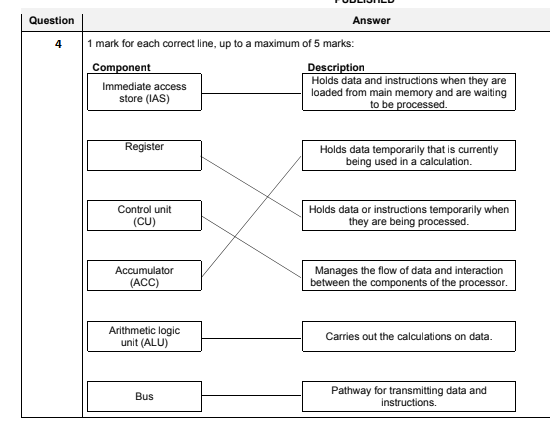 PUBLISHED
Question Answer
4 1 mark for each correct line, up to a maximum of 5 marks:
Component Description
Immediate access
store (IAS)
Holds data and instructions when they are
loaded from main memory and are waiting
to be processed.
Register
Holds data temporarily that is currently
being used in a calculation.
Control unit
(CU)
Holds data or instructions temporarily when
they are being processed.
Accumulator
(ACC)
Manages the flow of data and interaction
between the components of the processor.
Arithmetic logic
unit (ALU)
Carries out the calculations on data.
Bus
Pathway for transmitting data and
instructions.